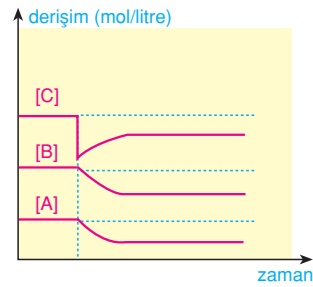 derişim (mol/litre)
[C]
[B]
[A]
zaman